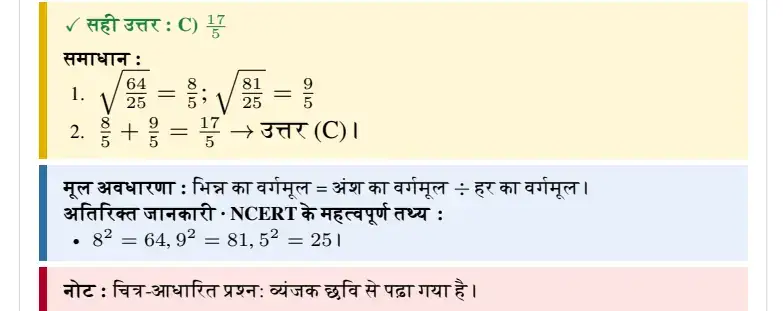 ✓ सही उत्तर : C) 17/5
समाधान :
1. √(64/25) = 8/5; √(81/25) = 9/5
2. 8/5 + 9/5 = 17/5 → उत्तर (C)।
मूल अवधारणा : भिन्न का वर्गमूल = अंश का वर्गमूल ÷ हर का वर्गमूल।
अतिरिक्त जानकारी · NCERT के महत्वपूर्ण तथ्य :
• 8² = 64, 9² = 81, 5² = 25।
नोट : चित्र-आधारित प्रश्न: व्यंजक छवि से पढ़ा गया है।